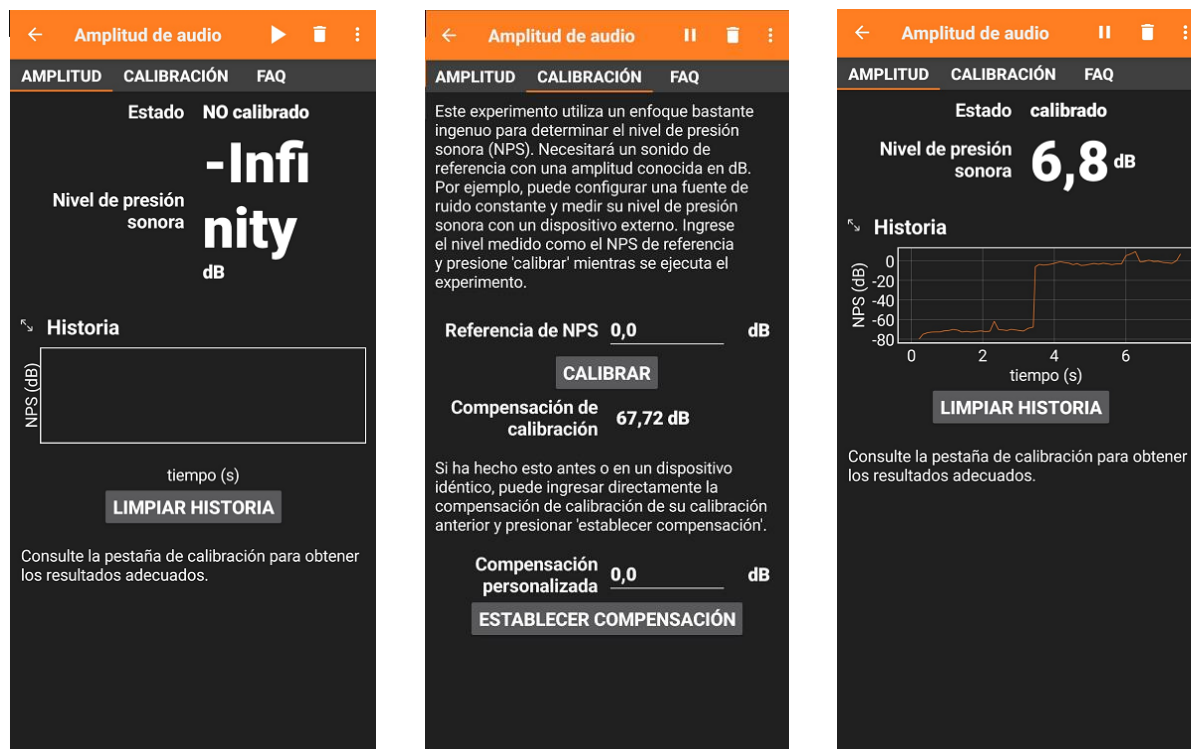 Amplitud de audio
AMPLITUD CALIBRACIÓN FAQ
Estado NO calibrado
Nivel de presión
sonora
-Infi
nity
dB
Historia
NPS (dB)
tiempo (s)
LIMPIAR HISTORIA
Consulte la pestaña de calibración para obtener
los resultados adecuados.
Amplitud de audio
AMPLITUD CALIBRACIÓN FAQ
Este experimento utiliza un enfoque bastante
ingenuo para determinar el nivel de presión
sonora (NPS). Necesitará un sonido de
referencia con una amplitud conocida en dB.
Por ejemplo, puede configurar una fuente de
ruido constante y medir su nivel de presión
sonora con un dispositivo externo. Ingrese
el nivel medido como el NPS de referencia
y presione 'calibrar' mientras se ejecuta el
experimento.
Referencia de NPS 0,0 dB
CALIBRAR
Compensación de
calibración
67,72 dB
Si ha hecho esto antes o en un dispositivo
idéntico, puede ingresar directamente la
compensación de calibración de su calibración
anterior y presionar 'establecer compensación'.
Compensación
personalizada
0,0 dB
ESTABLECER COMPENSACIÓN
Amplitud de audio
AMPLITUD CALIBRACIÓN FAQ
Estado calibrado
Nivel de presión
sonora
6,8 dB
Historia
NPS (dB)
0
-20
-40
-60
-80
0 2 4 6
tiempo (s)
LIMPIAR HISTORIA
Consulte la pestaña de calibración para obtener
los resultados adecuados.